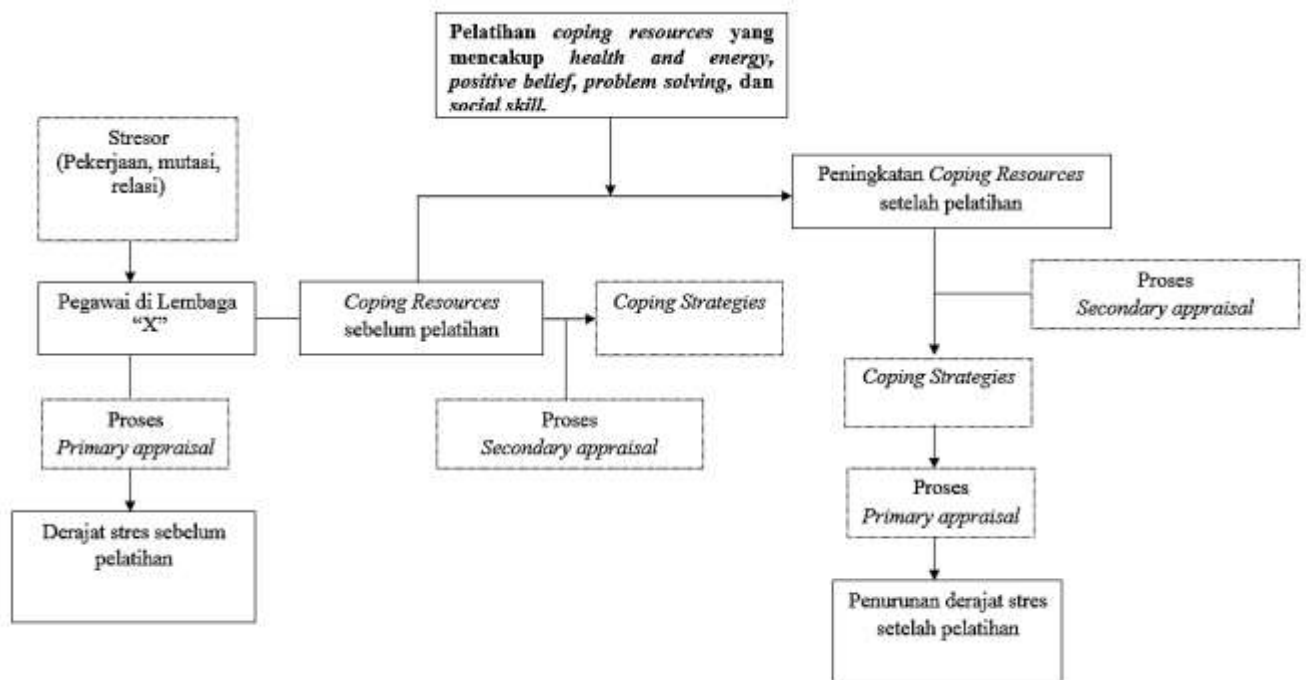 Pelatihan coping resources yang
mencakup health and energy,
positive belief, problem solving, dan
social skill.
Stresor
(Pekerjaan, mutasi,
relasi)
Peningkatan Coping Resources
setelah pelatihan
Pegawai di Lembaga
“X”
Coping Resources
sebelum pelatihan
Coping Strategies
Proses
Secondary appraisal
Coping Strategies
Proses
Primary appraisal
Proses
Secondary appraisal
Proses
Primary appraisal
Derajat stres sebelum
pelatihan
Penurunan derajat stres
setelah pelatihan